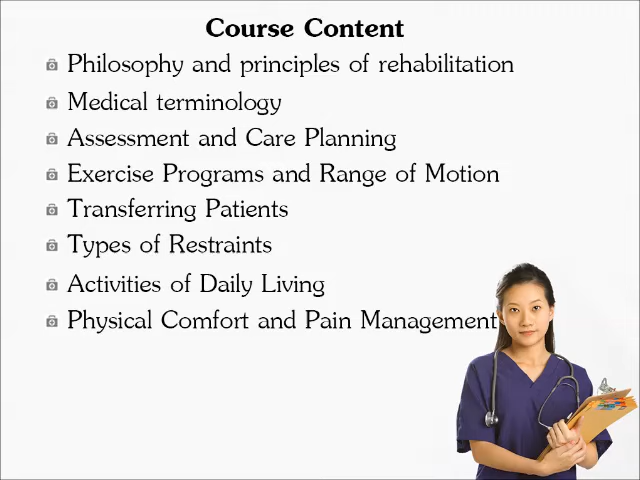 Course Content
Philosophy and principles of rehabilitation
Medical terminology
Assessment and Care Planning
Exercise Programs and Range of Motion
Transferring Patients
Types of Restraints
Activities of Daily Living
Physical Comfort and Pain Management